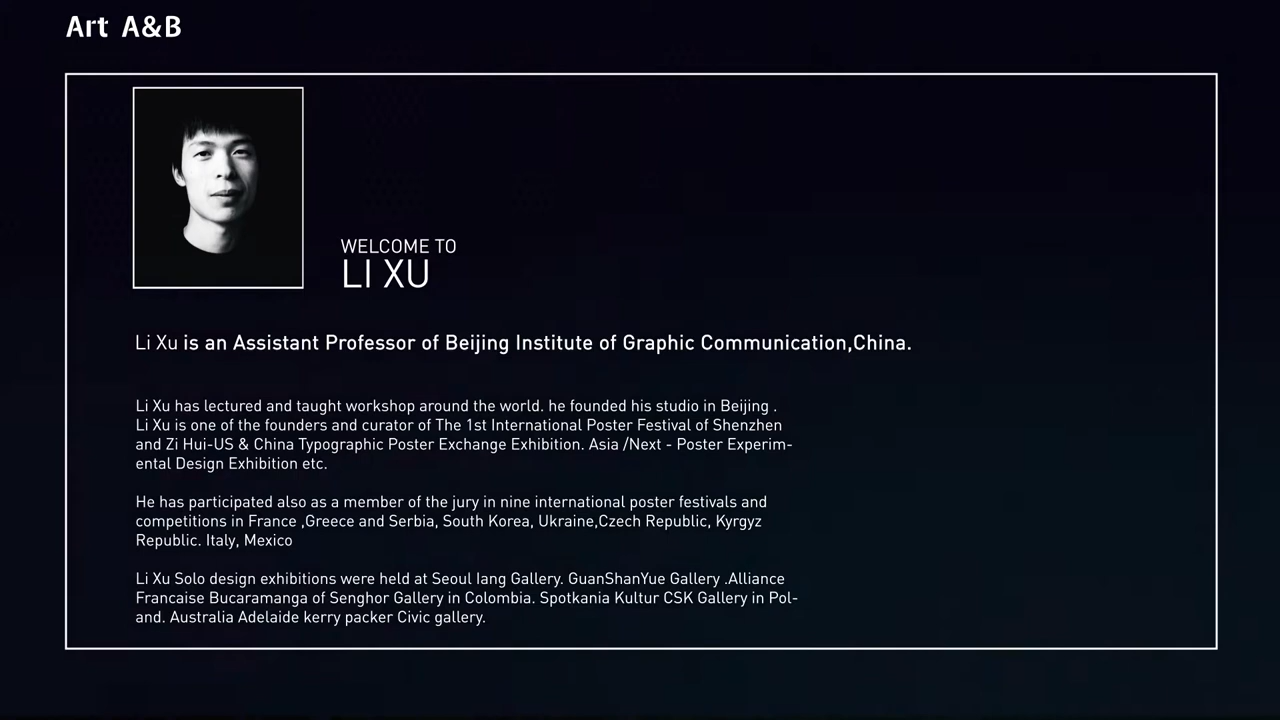 Art A&B
WELCOME TO
LI XU
Li Xu is an Assistant Professor of Beijing Institute of Graphic Communication,China.
Li Xu has lectured and taught workshop around the world. he founded his studio in Beijing .
Li Xu is one of the founders and curator of The 1st International Poster Festival of Shenzhen
and Zi Hui-US & China Typographic Poster Exchange Exhibition. Asia /Next - Poster Experim-
ental Design Exhibition etc.
He has participated also as a member of the jury in nine international poster festivals and
competitions in France ,Greece and Serbia, South Korea, Ukraine,Czech Republic, Kyrgyz
Republic. Italy, Mexico
Li Xu Solo design exhibitions were held at Seoul Iang Gallery. GuanShanYue Gallery .Alliance
Francaise Bucaramanga of Senghor Gallery in Colombia. Spotkania Kultur CSK Gallery in Pol-
and. Australia Adelaide kerry packer Civic gallery.